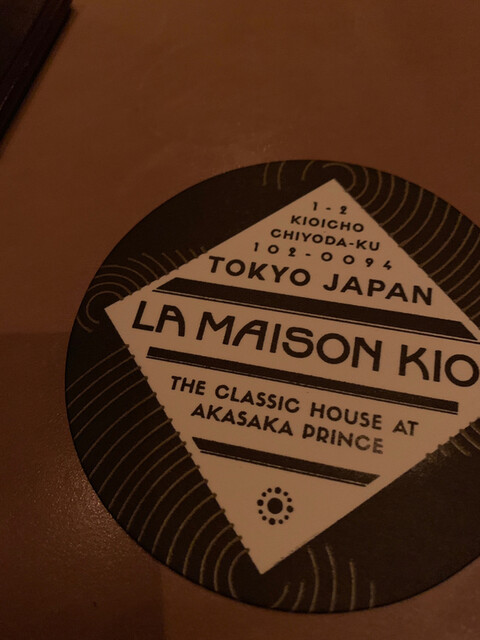 1-2
KIOICHO
CHIYODA-KU
102-0094
TOKYO JAPAN
LA MAISON KIO
THE CLASSIC HOUSE AT
AKASAKA PRINCE